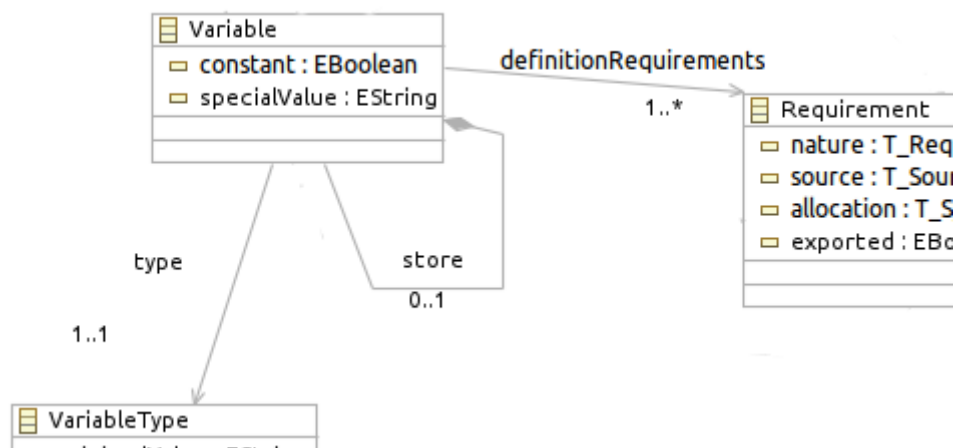 Variable
constant : EBoolean
specialValue : EString
definitionRequirements
1..*
Requirement
nature : T_Req
source : T_Sour
allocation : T_S
exported : EBo
type
store
0..1
1..1
VariableType